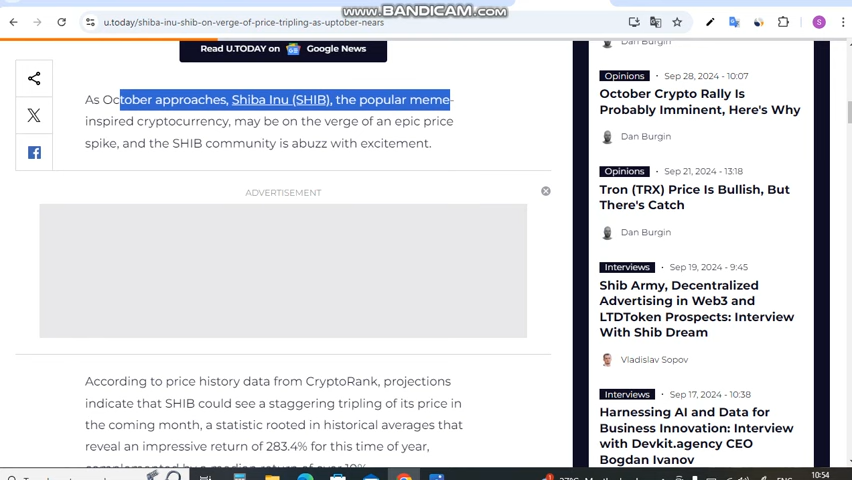 www.BANDICAM.com
u.today/shiba-inu-shib-on-verge-of-price-tripling-as-uptober-nears
S
Read U.TODAY on Google News
As October approaches, Shiba Inu (SHIB), the popular meme-
inspired cryptocurrency, may be on the verge of an epic price
spike, and the SHIB community is abuzz with excitement.
ADVERTISEMENT
According to price history data from CryptoRank, projections
indicate that SHIB could see a staggering tripling of its price in
the coming month, a statistic rooted in historical averages that
reveal an impressive return of 283.4% for this time of year,
complemented by a median return of over 10%.
Dan Burgin
Opinions · Sep 28, 2024 - 10:07
October Crypto Rally Is
Probably Imminent, Here's Why
Dan Burgin
Opinions · Sep 21, 2024 - 13:18
Tron (TRX) Price Is Bullish, But
There's Catch
Dan Burgin
Interviews · Sep 19, 2024 - 9:45
Shib Army, Decentralized
Advertising in Web3 and
LTDToken Prospects: Interview
With Shib Dream
Vladislav Sopov
Interviews · Sep 17, 2024 - 10:38
Harnessing AI and Data for
Business Innovation: Interview
with Devkit.agency CEO
Bogdan Ivanov
10:54